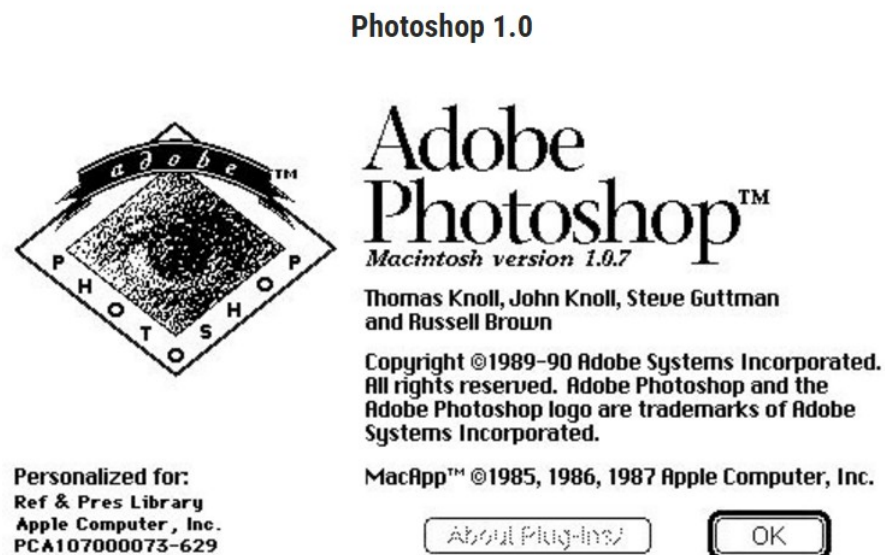 Photoshop 1.0
adobe™
PHOTOSHOP
Adobe
Photoshop™
Macintosh version 1.0.7
Thomas Knoll, John Knoll, Steve Guttman
and Russell Brown
Copyright ©1989-90 Adobe Systems Incorporated.
All rights reserved. Adobe Photoshop and the
Adobe Photoshop logo are trademarks of Adobe
Systems Incorporated.
MacApp™ ©1985, 1986, 1987 Apple Computer, Inc.
Personalized for:
Ref & Pres Library
Apple Computer, Inc.
PCA107000073-629
About Plug-Ins/
OK